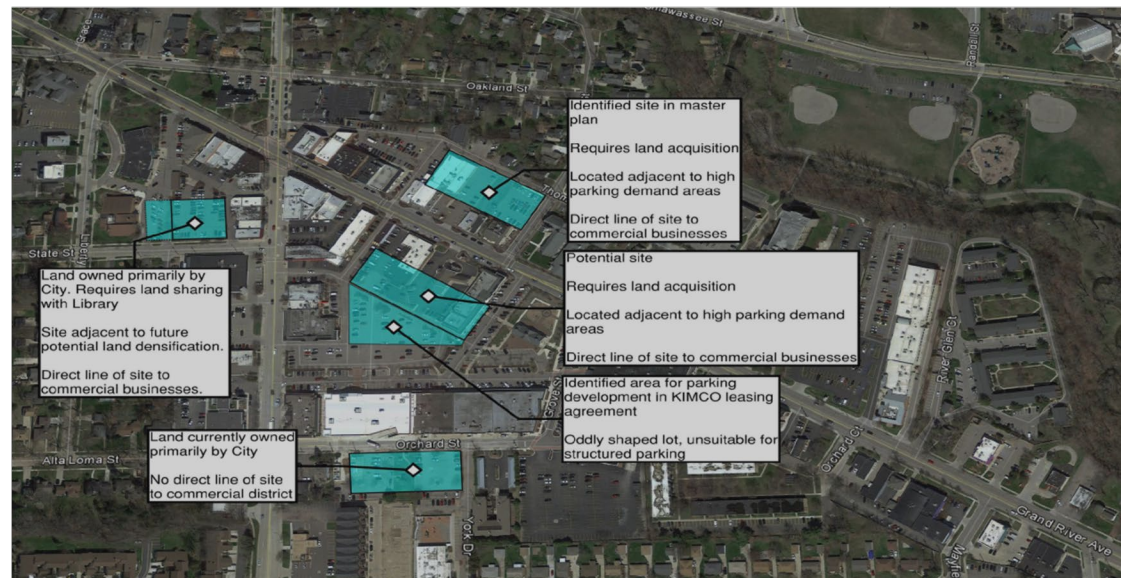 Shiawassee St
Grace
Randall St
Oakland St
Identified site in master
plan
Requires land acquisition
Located adjacent to high
parking demand areas
Direct line of site to
commercial businesses
Liberty
State St
Land owned primarily by
City. Requires land sharing
with Library
Site adjacent to future
potential land densification.
Direct line of site to
commercial businesses.
Potential site
Requires land acquisition
Located adjacent to high parking demand
areas
Direct line of site to commercial businesses
River Glen Ct
Identified area for parking
development in KIMCO leasing
agreement
Oddly shaped lot, unsuitable for
structured parking
Grove St
Land currently owned
primarily by City
No direct line of site
to commercial district
Orchard St
Alta Loma St
Orchard Ct
York Dr
Grand River Ave